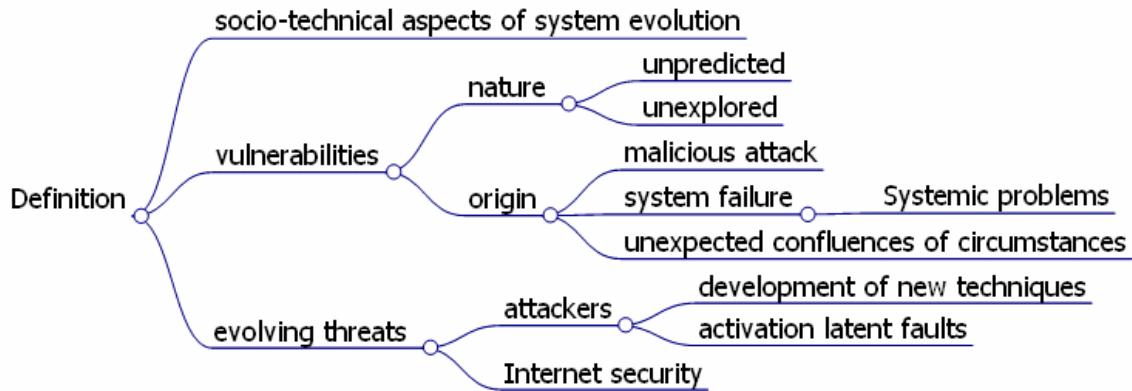 Definition
socio-technical aspects of system evolution
vulnerabilities
nature
unpredicted
unexplored
origin
malicious attack
system failure
Systemic problems
unexpected confluences of circumstances
evolving threats
attackers
development of new techniques
activation latent faults
Internet security